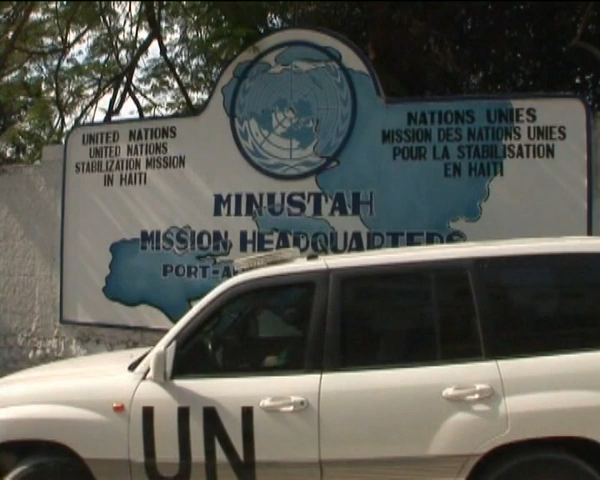 UNITED NATIONS
UNITED NATIONS
STABILIZATION MISSION
IN HAITI
NATIONS UNIES
MISSION DES NATIONS UNIES
POUR LA STABILISATION
EN HAITI
MINUSTAH
MISSION HEADQUARTERS
UN